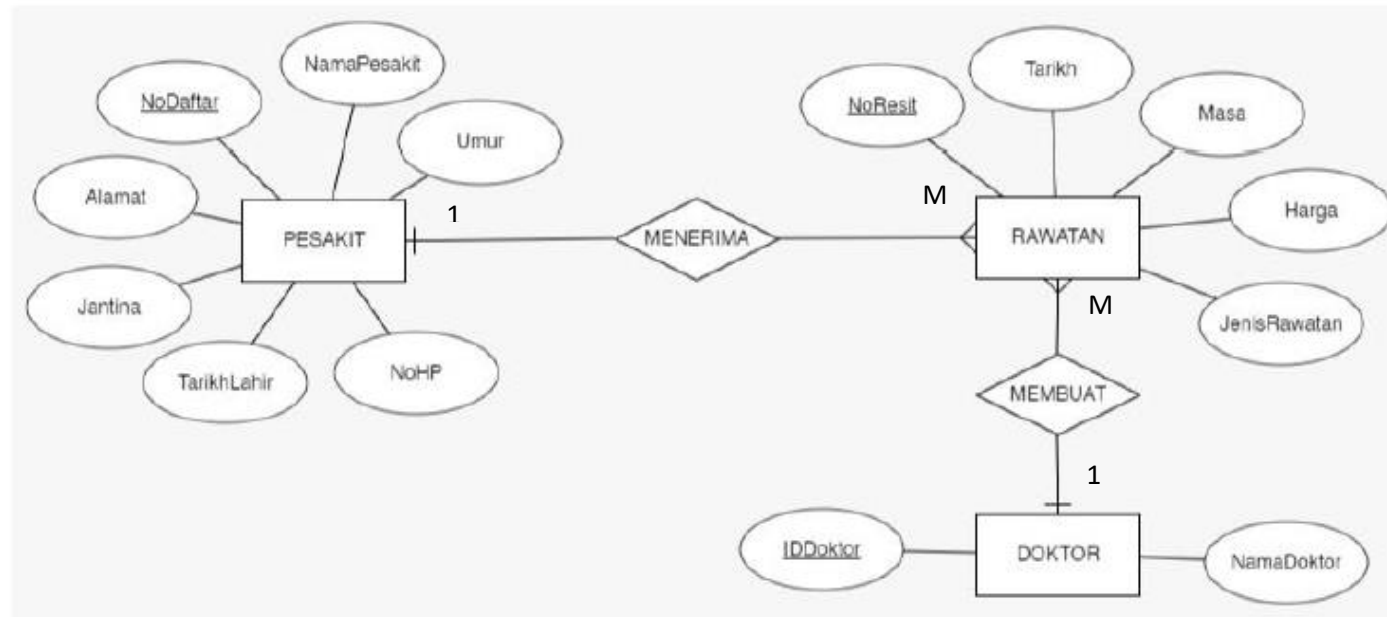 NamaPesakit
NoDaftar
Umur
Alamat
PESAKIT
1
Jantina
TarikhLahir
NoHP
MENERIMA
Tarikh
NoResit
Masa
M
RAWATAN
Harga
M
JenisRawatan
MEMBUAT
1
IDDoktor
DOKTOR
NamaDoktor